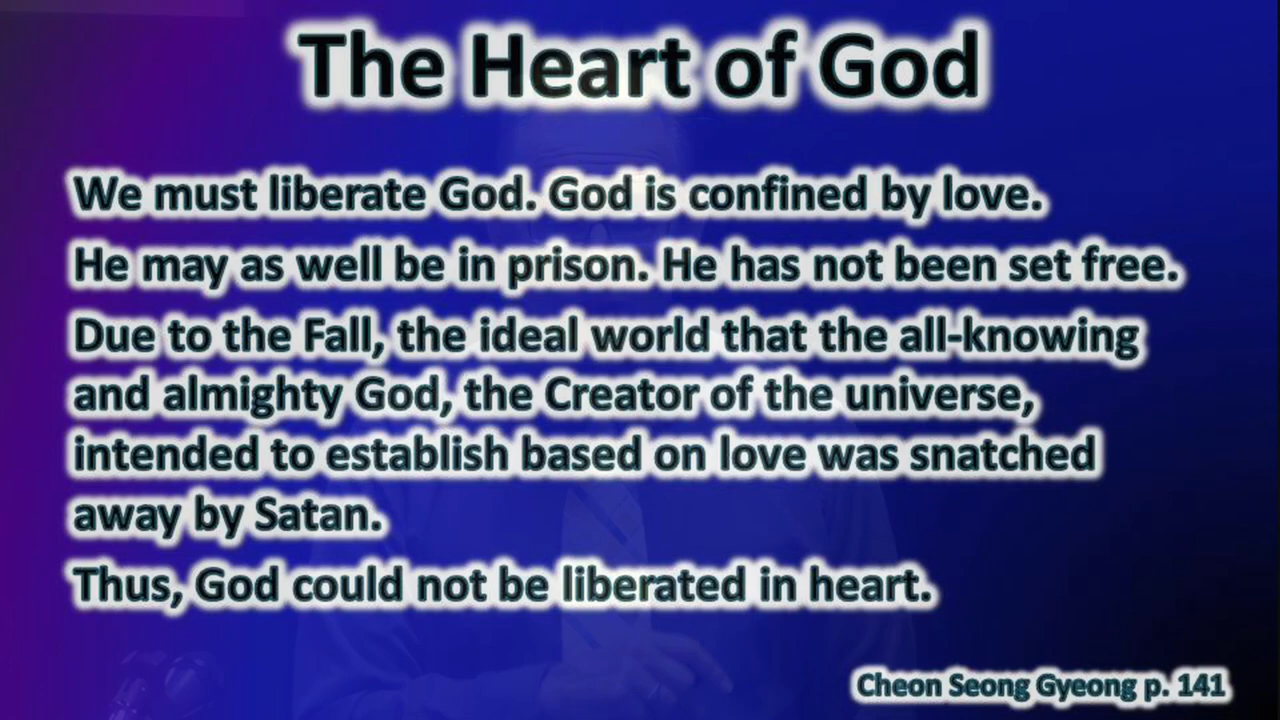 The Heart of God
We must liberate God. God is confined by love.
He may as well be in prison. He has not been set free.
Due to the Fall, the ideal world that the all-knowing
and almighty God, the Creator of the universe,
intended to establish based on love was snatched
away by Satan.
Thus, God could not be liberated in heart.
Cheon Seong Gyeong p. 141